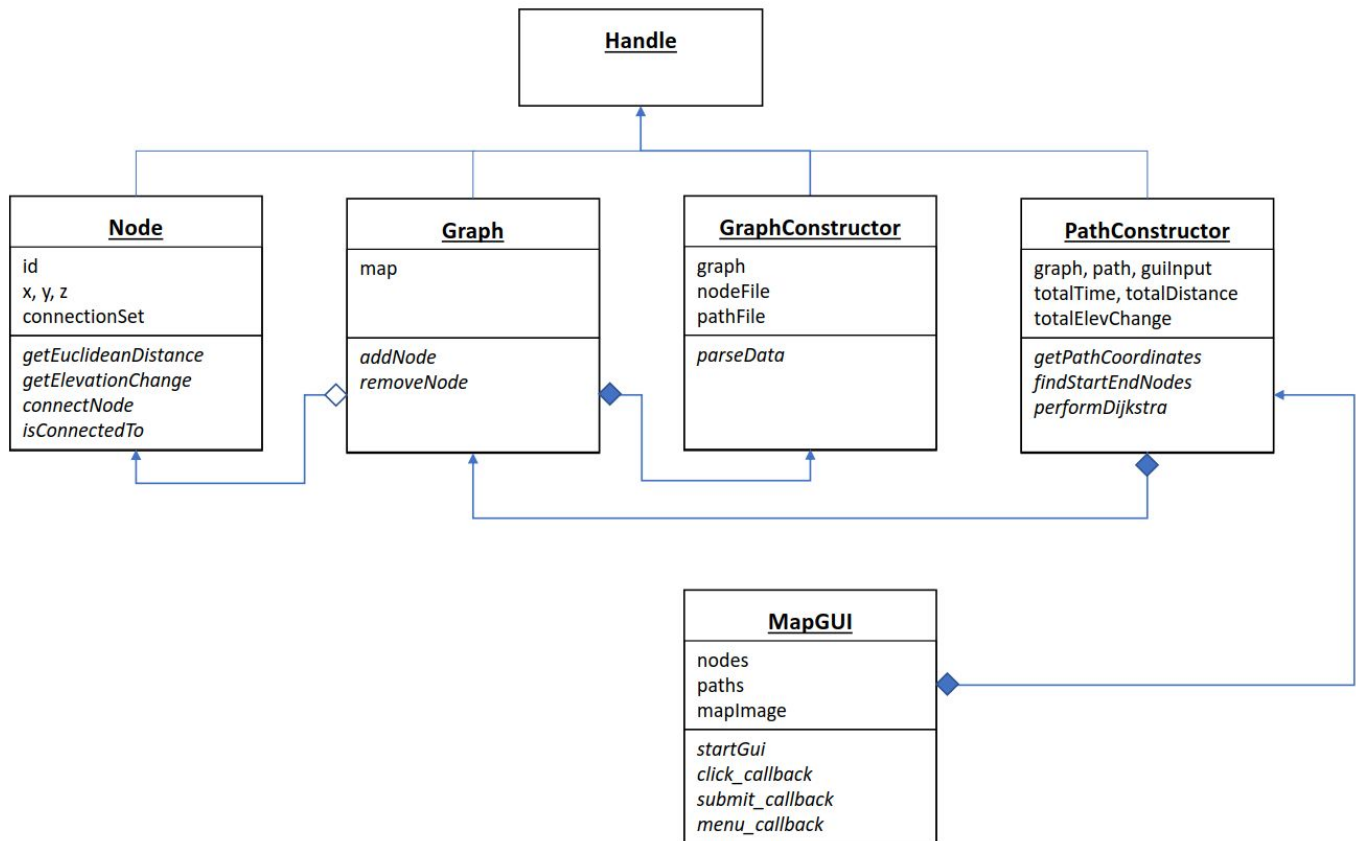 Handle
Node
id
x, y, z
connectionSet
getEuclideanDistance
getElevationChange
connectNode
isConnectedTo
Graph
map
addNode
removeNode
GraphConstructor
graph
nodeFile
pathFile
parseData
PathConstructor
graph, path, guiInput
totalTime, totalDistance
totalElevChange
getPathCoordinates
findStartEndNodes
performDijkstra
MapGUI
nodes
paths
mapImage
startGui
click_callback
submit_callback
menu_callback